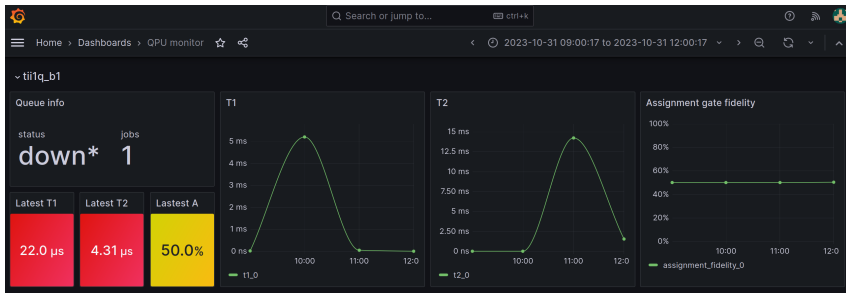 Search or jump to... ctrl+k
Home › Dashboards › QPU monitor 2023-10-31 09:00:17 to 2023-10-31 12:00:17
tii1q_b1
Queue info
status jobs
down* 1
Latest T1 Latest T2 Lastest A
22.0 µs 4.31 µs 50.0%
T1
5 ms
4 ms
3 ms
2 ms
1 ms
0 ns
10:00 11:00 12:0
t1_0
T2
15 ms
12.5 ms
10 ms
7.50 ms
5 ms
2.50 ms
0 ns
10:00 11:00 12:0
t2_0
Assignment gate fidelity
100%
80%
60%
40%
20%
0%
10:00 11:00 12:0
assignment_fidelity_0